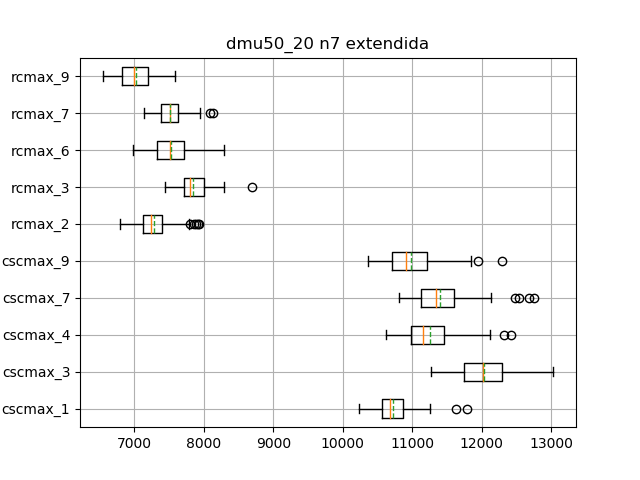 dmu50_20 n7 extendida
rcmax_9
rcmax_7
rcmax_6
rcmax_3
rcmax_2
cscmax_9
cscmax_7
cscmax_4
cscmax_3
cscmax_1
7000 8000 9000 10000 11000 12000 13000